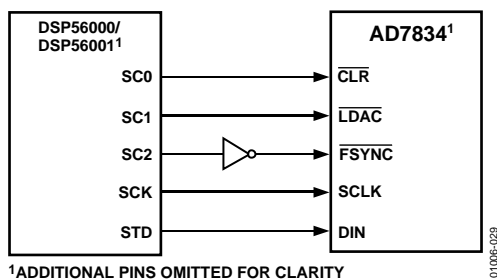 DSP56000/
DSP56001¹
AD7834¹
SC0
CLR
SC1
LDAC
SC2
FSYNC
SCK
SCLK
STD
DIN
¹ADDITIONAL PINS OMITTED FOR CLARITY
01006-029